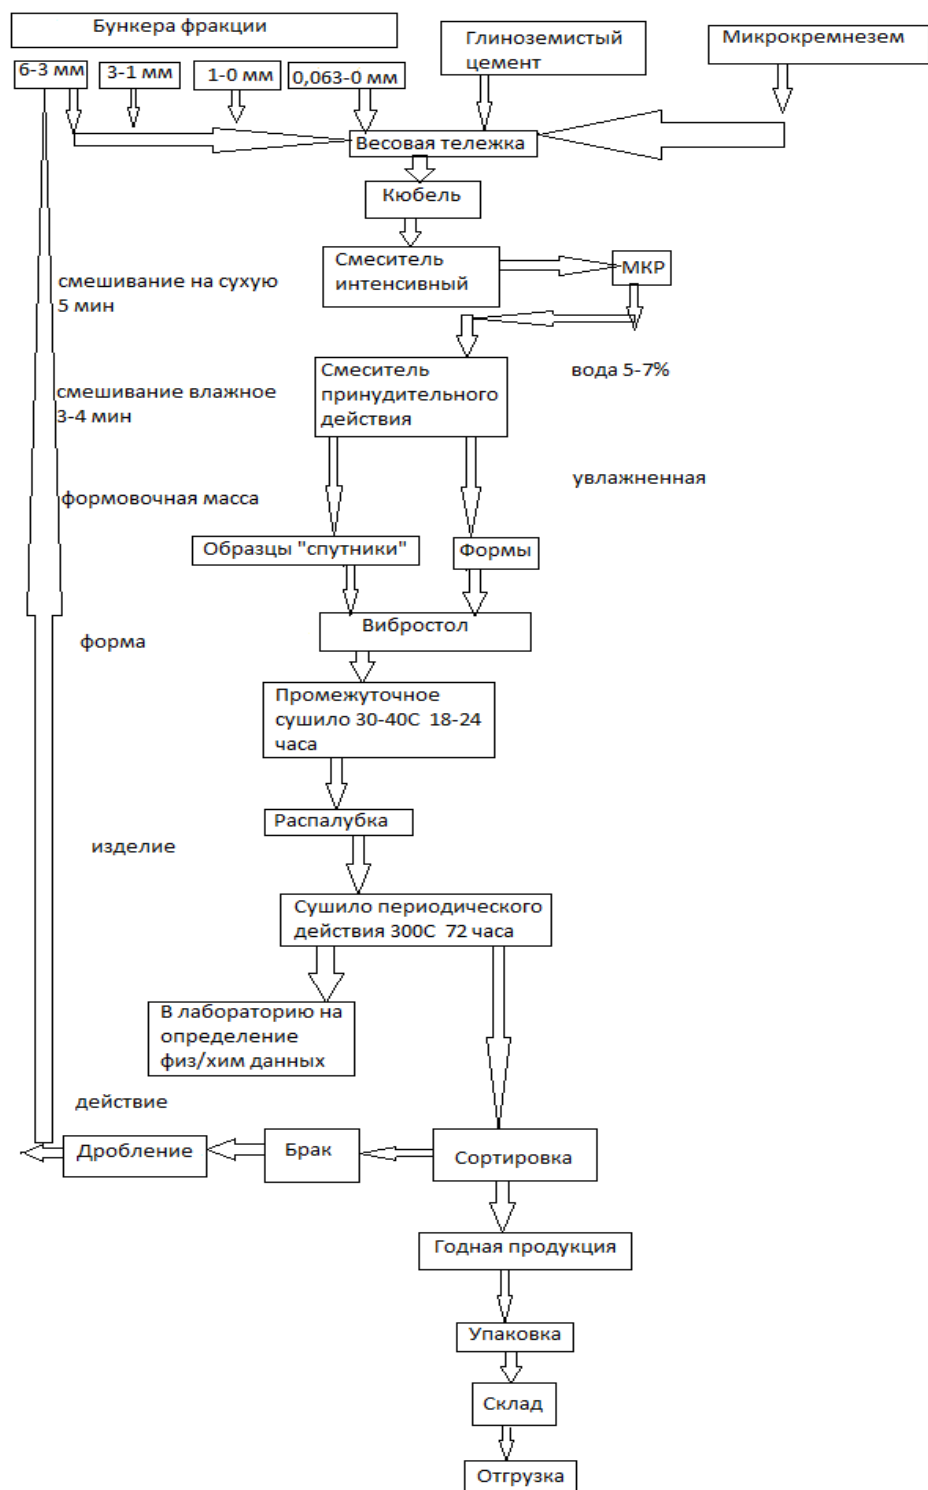 Бункера фракции
Глиноземистый
цемент
Микрокремнезем
6-3 мм
3-1 мм
1-0 мм
0,063-0 мм
Весовая тележка
Кюбель
Смеситель
интенсивный
МКР
смешивание на сухую
5 мин
Смеситель
принудительного
действия
вода 5-7%
смешивание влажное
3-4 мин
увлажненная
формовочная масса
Образцы "спутники"
Формы
Вибростол
форма
Промежуточное
сушило 30-40С  18-24
часа
Распалубка
изделие
Сушило периодического
действия 300С  72 часа
В лабораторию на
определение
физ/хим данных
действие
Дробление
Брак
Сортировка
Годная продукция
Упаковка
Склад
Отгрузка